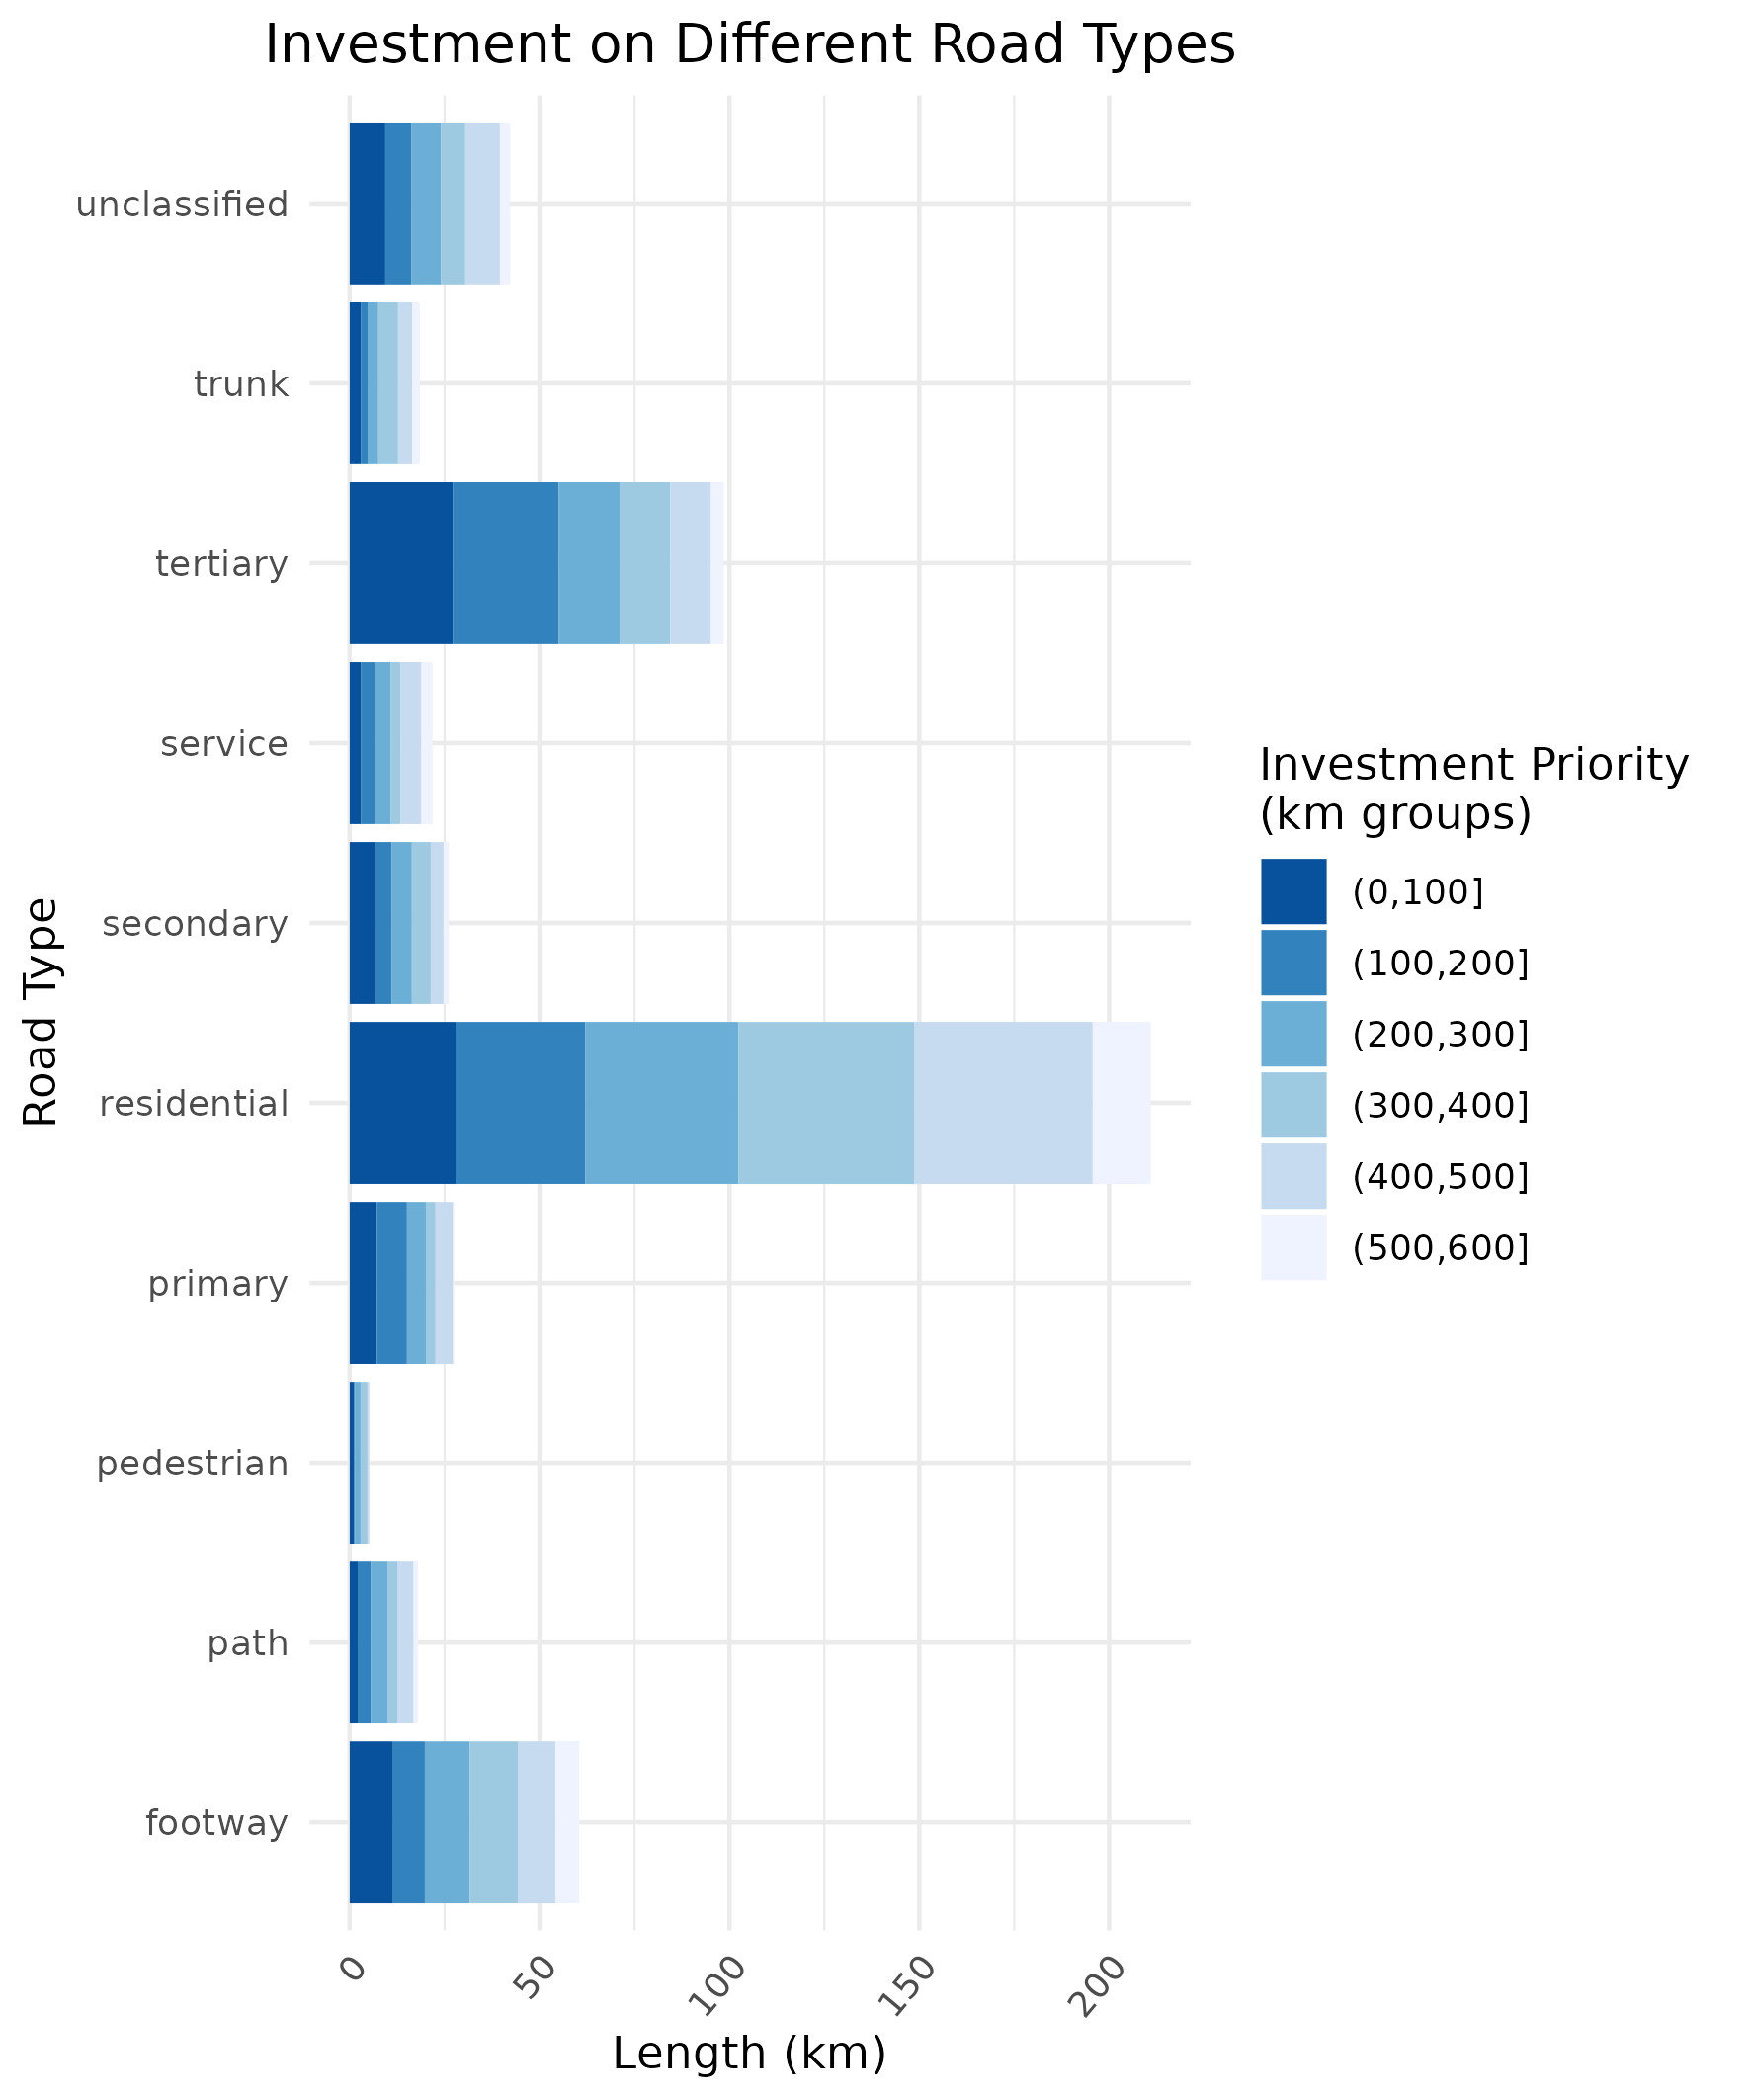 Investment on Different Road Types
unclassified
trunk
tertiary
service
secondary
residential
primary
pedestrian
path
footway
Road Type
0
50
100
150
200
Length (km)
Investment Priority
(km groups)
(0,100]
(100,200]
(200,300]
(300,400]
(400,500]
(500,600]